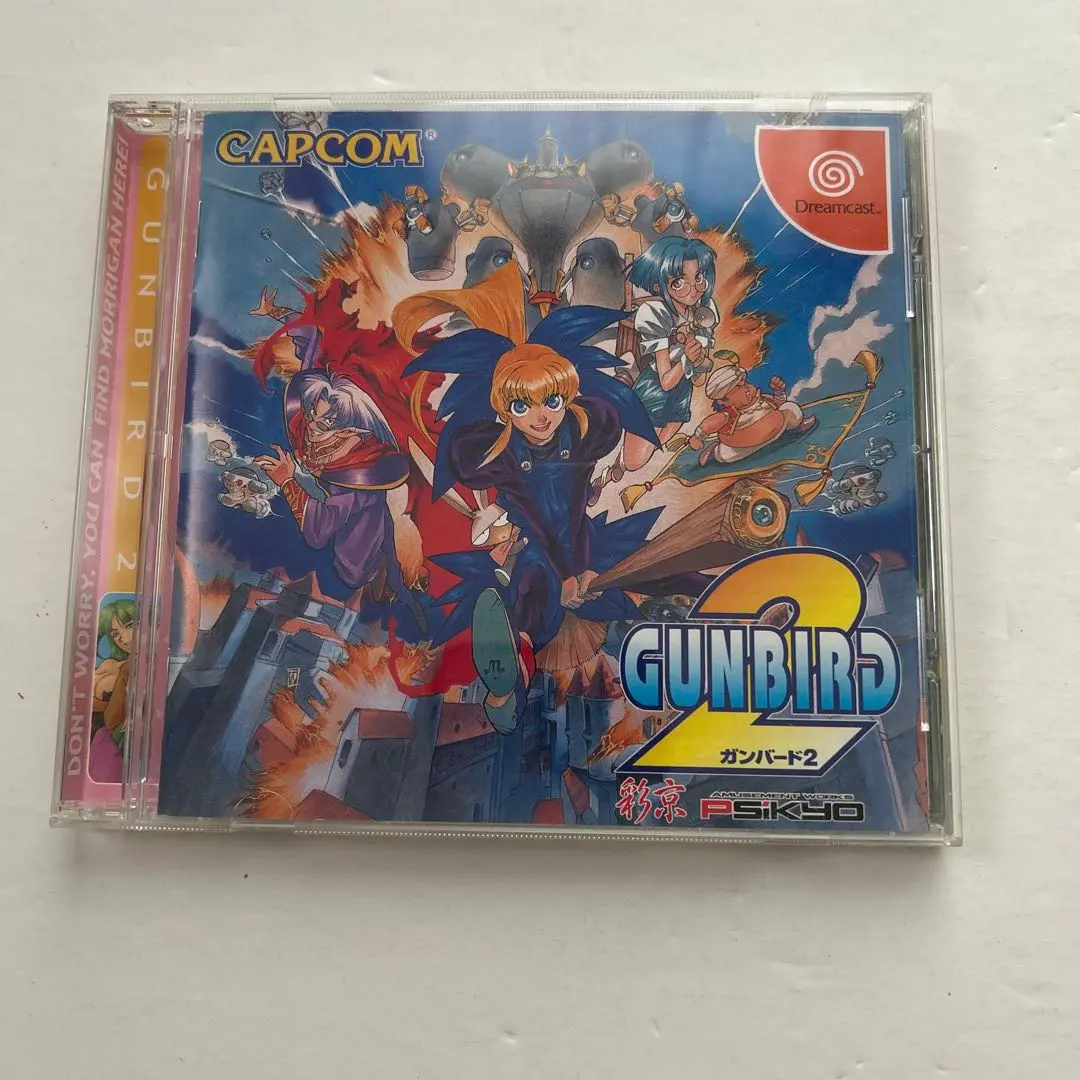 DON'T WORRY. YOU CAN FIND MORRIGAN HERE!
GUNBIRD 2
CAPCOM®
Dreamcast™
2
GUNBIRD
ガンバード2
彩京
AMUSEMENT WORKS
PSiKYO